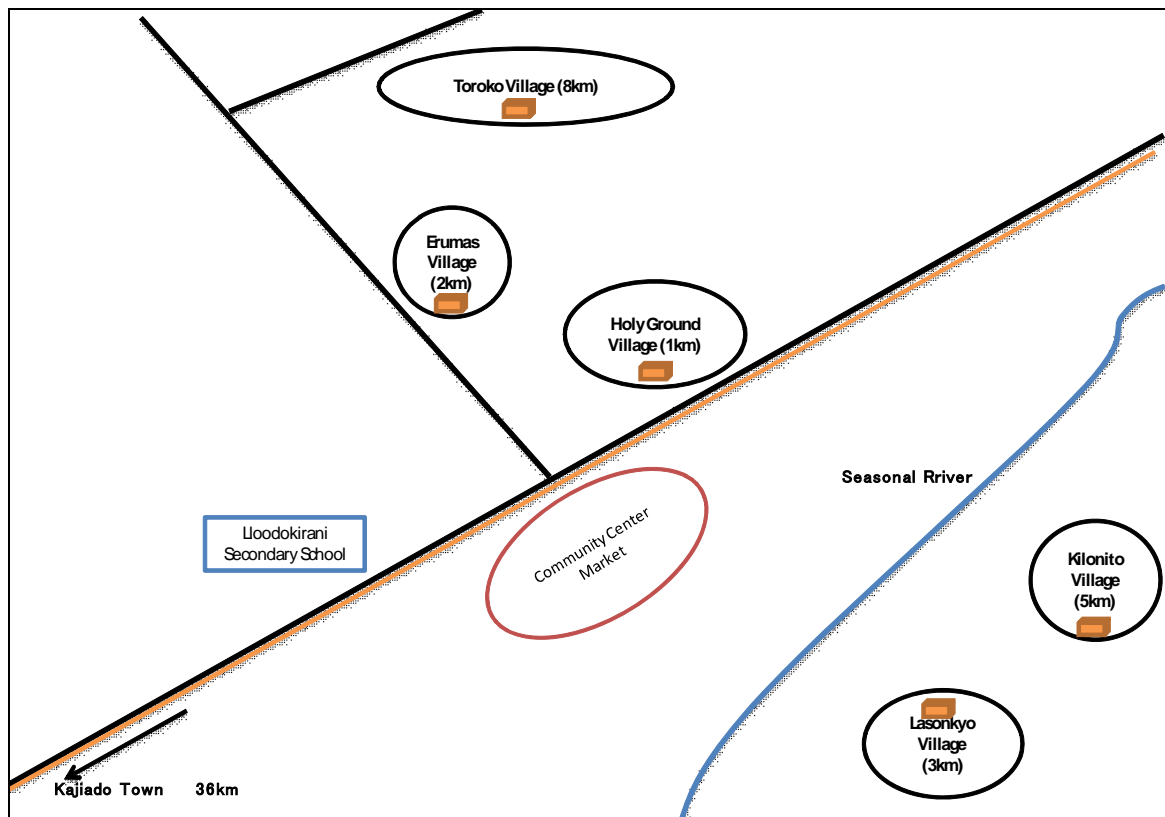 Toroko Village (8km)
Erumas
Village
(2km)
Holy Ground
Village (1km)
Seasonal Rriver
Lloodokirani
Secondary School
Community Center
Market
Kilonito
Village
(5km)
Lasonkyo
Village
(3km)
Kajiado Town 36km